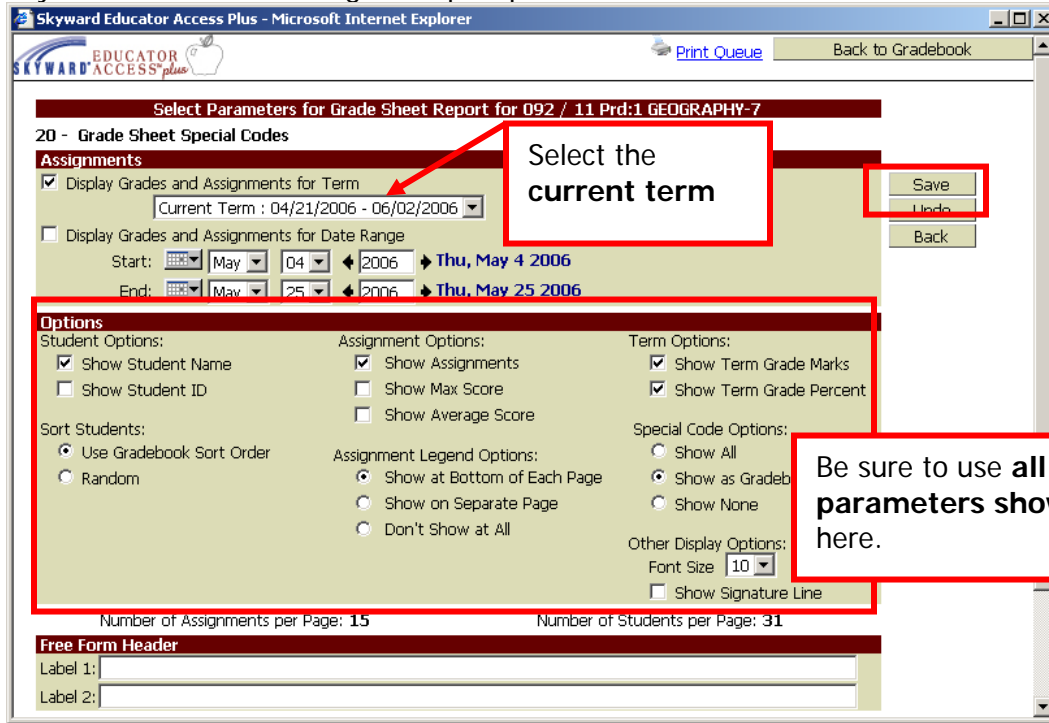 Skyward Educator Access Plus - Microsoft Internet Explorer
SKYWARD® EDUCATOR ACCESS™ plus
Print Queue
Back to Gradebook
Select Parameters for Grade Sheet Report for 092 / 11 Prd:1 GEOGRAPHY-7
20 - Grade Sheet Special Codes
Assignments
Display Grades and Assignments for Term
Current Term : 04/21/2006 - 06/02/2006
Display Grades and Assignments for Date Range
Start: May 04 2006 Thu, May 4 2006
End: May 25 2006 Thu, May 25 2006
Select the
current term
Save
Undo
Back
Options
Student Options:
Show Student Name
Show Student ID
Sort Students:
Use Gradebook Sort Order
Random
Assignment Options:
Show Assignments
Show Max Score
Show Average Score
Assignment Legend Options:
Show at Bottom of Each Page
Show on Separate Page
Don't Show at All
Term Options:
Show Term Grade Marks
Show Term Grade Percent
Special Code Options:
Show All
Show as Gradeb
Show None
Other Display Options:
Font Size 10
Show Signature Line
Be sure to use all
parameters show
here.
Number of Assignments per Page: 15
Number of Students per Page: 31
Free Form Header
Label 1:
Label 2: